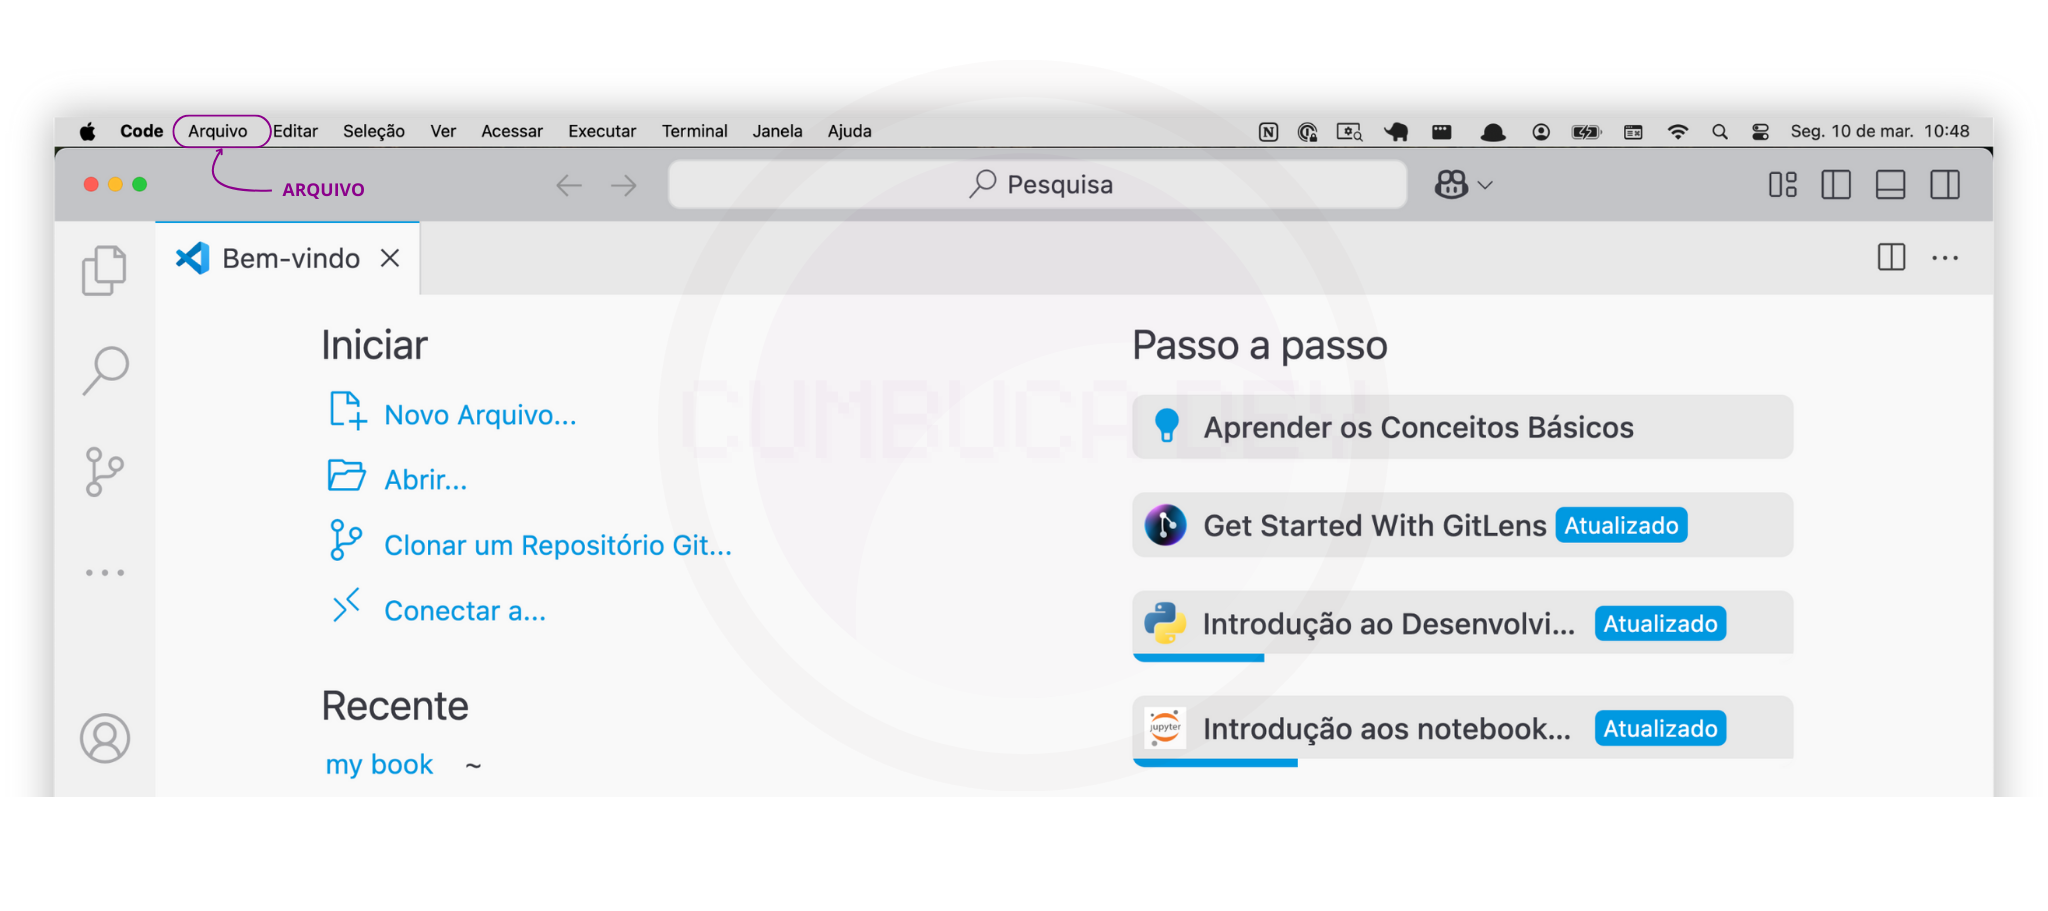 Code Arquivo Editar Seleção Ver Acessar Executar Terminal Janela Ajuda Seg. 10 de mar. 10:48
ARQUIVO
Pesquisa
Bem-vindo
Iniciar
Novo Arquivo...
Abrir...
Clonar um Repositório Git...
Conectar a...
Recente
my book ~
Passo a passo
Aprender os Conceitos Básicos
Get Started With GitLens Atualizado
Introdução ao Desenvolvi... Atualizado
jupyter
Introdução aos notebook... Atualizado
CUMBUCA DEV